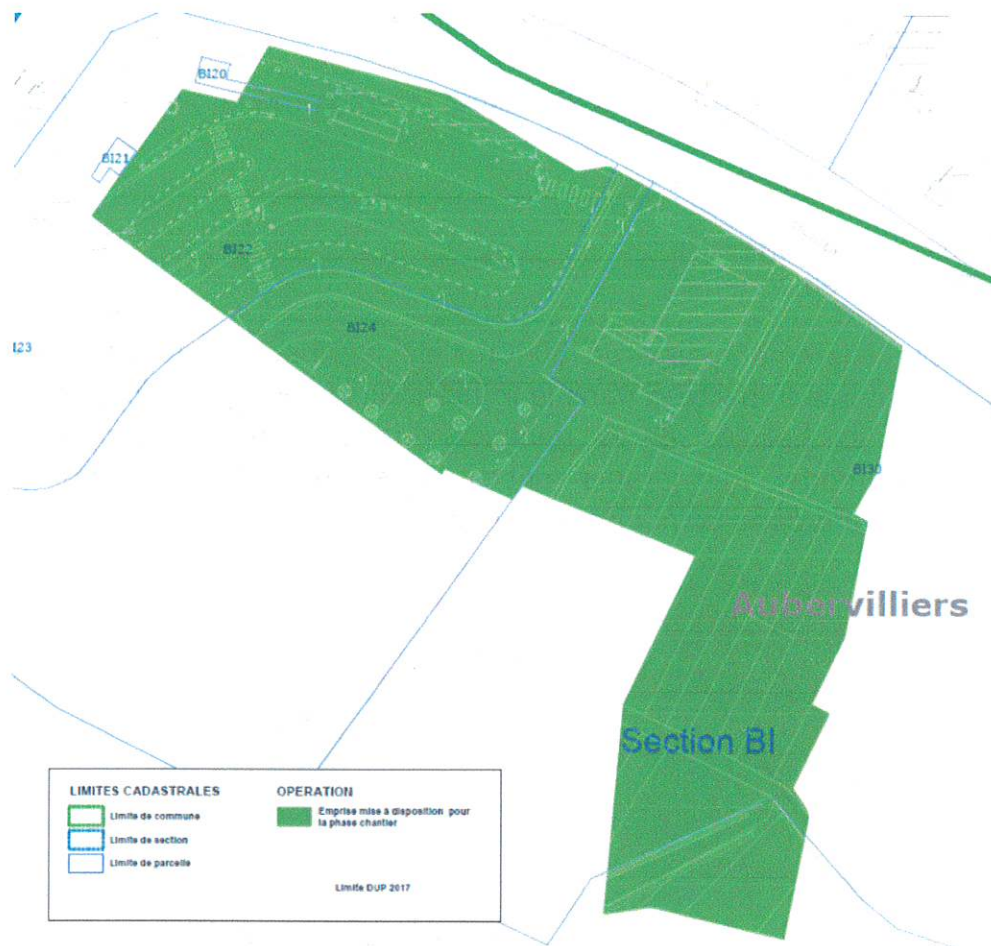 BI20
BI21
BI22
BI24
I23
BI30
Aubervilliers
Section BI
LIMITES CADASTRALES
Limite de commune
Limite de section
Limite de parcelle
OPERATION
Emprise mise à disposition pour
la phase chantier
Limite DUP 2017